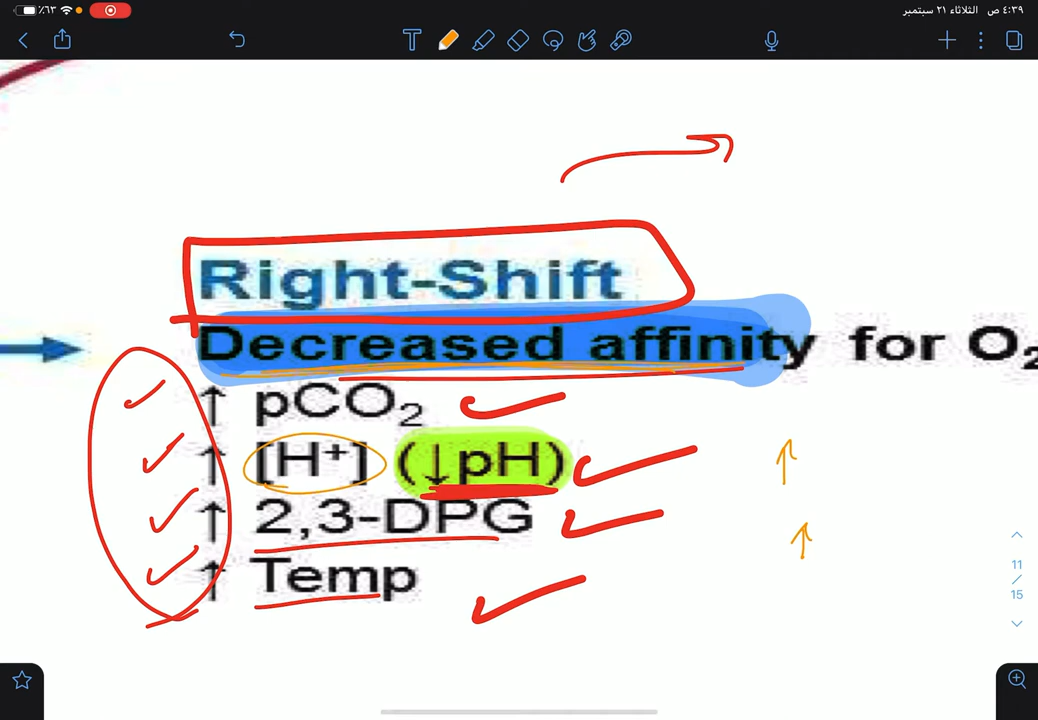 ٪٦٣
٤:٣٩ ص الثلاثاء ٢١ سبتمبر
T
Right-Shift
Decreased affinity for O₂
↑ pCO₂
↑ [H⁺] (↓pH)
↑ 2,3-DPG
↑ Temp
11
/
15